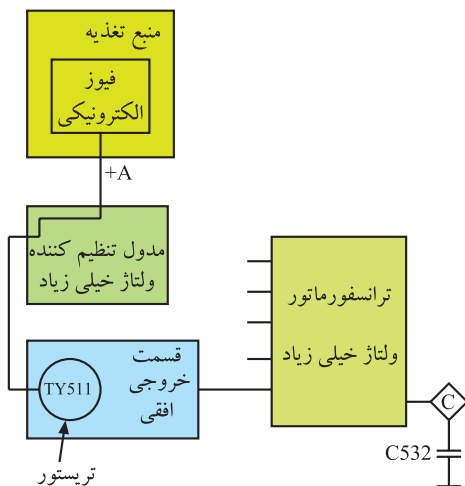 منبع تغذیه
فیوز
الکترونیکی
+A
مدول تنظیم کننده
ولتاژ خیلی زیاد
ترانسفورماتور
ولتاژ خیلی زیاد
قسمت
خروجی
افقی
TY511
تریستور
C
C532